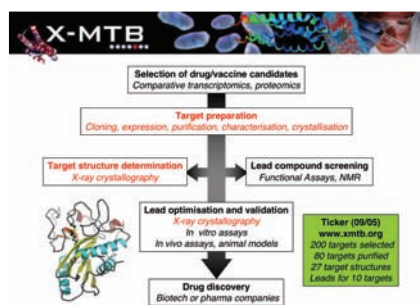 X-MTB
Selection of drug/vaccine candidates
Comparative transcriptomics, proteomics
Target preparation
Cloning, expression, purification, characterisation, crystallisation
Target structure determination
X-ray crystallography
Lead compound screening
Functional Assays, NMR
Lead optimisation and validation
X-ray crystallography
In vitro assays
In vivo assays, animal models
Ticker (09/05)
www.xmtb.org
200 targets selected
80 targets purified
27 target structures
Leads for 10 targets
Drug discovery
Biotech or pharma companies